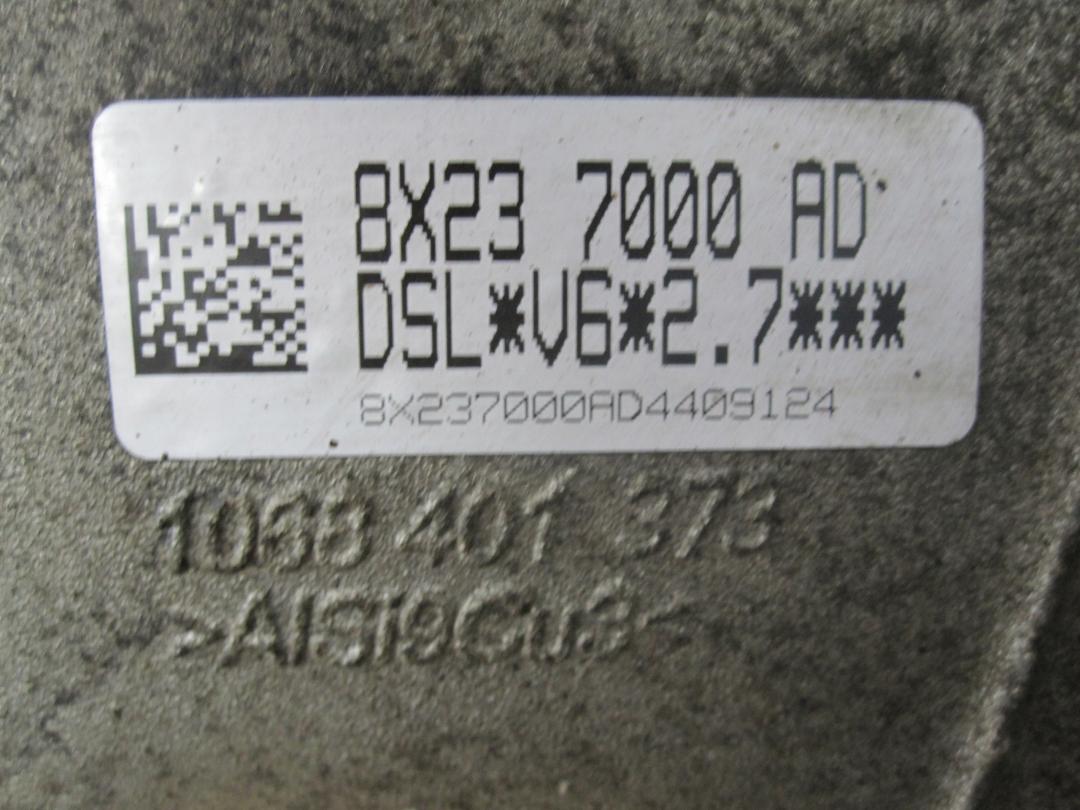 8X23 7000 AD
DSL*V6*2.7***
8X237000AD4409124
1068 401 373
>AlSi9Cu3<